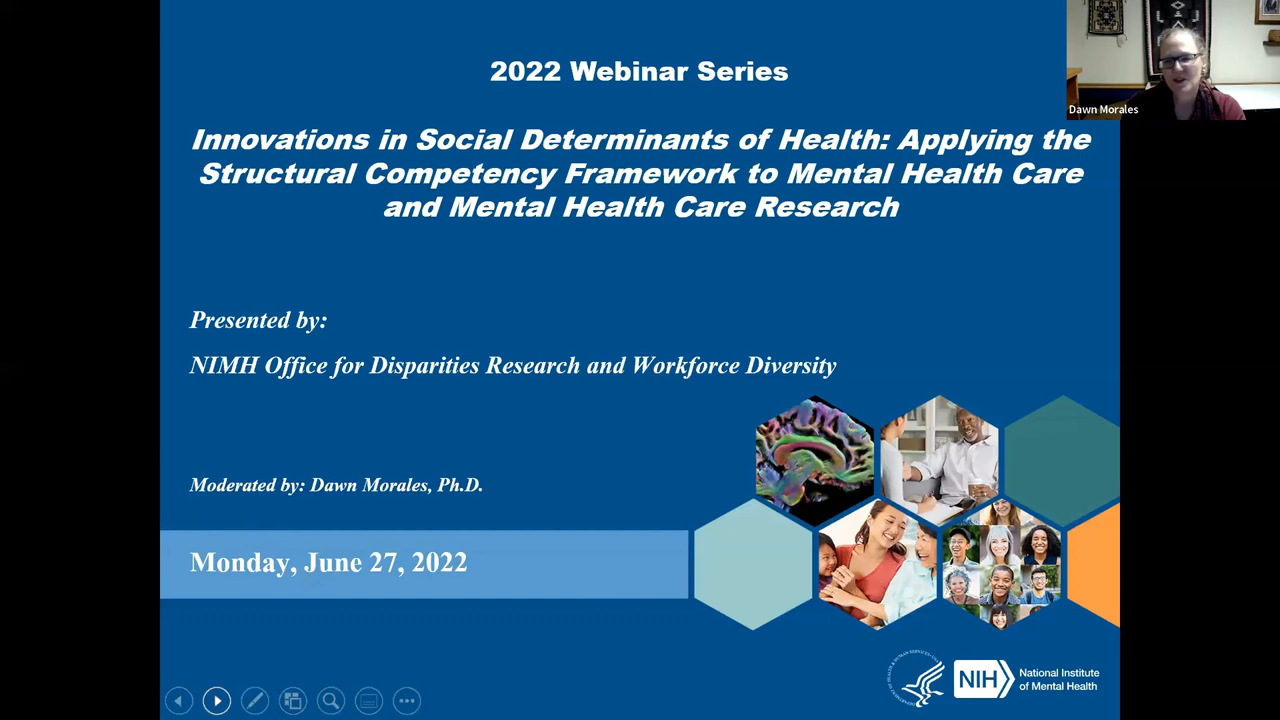 2022 Webinar Series
Dawn Morales
Innovations in Social Determinants of Health: Applying the
Structural Competency Framework to Mental Health Care
and Mental Health Care Research
Presented by:
NIMH Office for Disparities Research and Workforce Diversity
Moderated by: Dawn Morales, Ph.D.
Monday, June 27, 2022
NIH
National Institute
of Mental Health